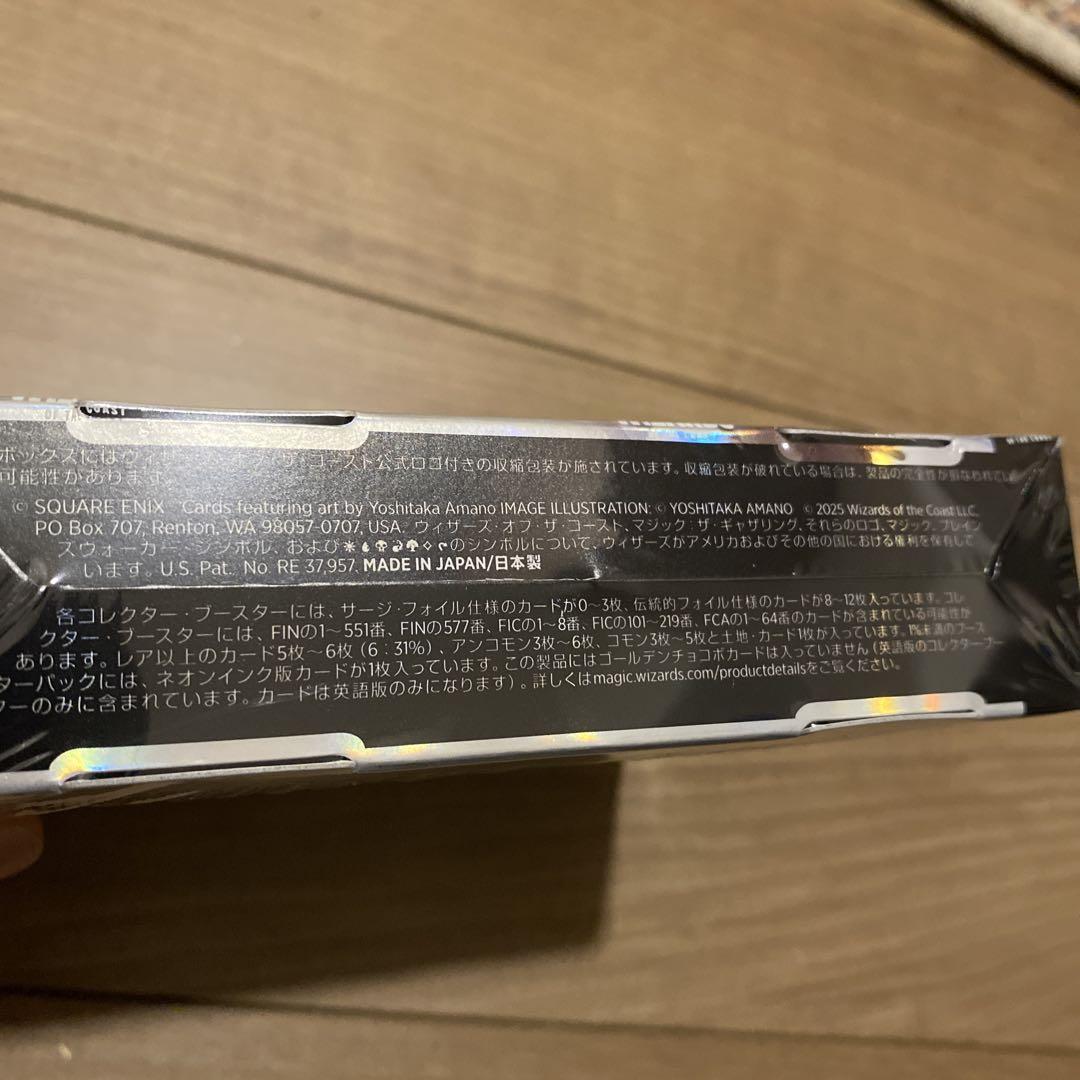 COAST
ボックスにはウィ ゴースト公式ロゴ付きの収縮包装が施されています。収縮包装が破れている場合は、製品の完全性が損なわれてい
可能性があります。
© SQUARE ENIX Cards featuring art by Yoshitaka Amano IMAGE ILLUSTRATION: © YOSHITAKA AMANO © 2025 Wizards of the Coast LLC,
PO Box 707, Renton, WA 98057-0707, USA. ウィザーズ・オブ・ザ・コースト、マジック：ザ・ギャザリング、それらのロゴ、マジック、プレイン
スウォーカー・シンボル、および のシンボルについて、ウィザーズがアメリカおよびその他の国における権利を保有して
います。U.S. Pat. No. RE 37,957. MADE IN JAPAN/日本製
各コレクター・ブースターには、サージ・フォイル仕様のカードが0～3枚、伝統的フォイル仕様のカードが8～12枚入っています。コレ
クター・ブースターには、FINの1～551番、FINの577番、FICの1～8番、FICの101～219番、FCAの1～64番のカードが含まれている可能性が
あります。レア以上のカード5枚～6枚（6：31%）、アンコモン3枚～6枚、コモン3枚～5枚と土地・カード1枚が入っています。1%未満のブース
ターパックには、ネオンインク版カードが1枚入っています。この製品にはゴールデンチョコボカードは入っていません（英語版のコレクターブー
ターのみに含まれています。カードは英語版のみになります）。詳しくはmagic.wizards.com/productdetailsをご覧ください。